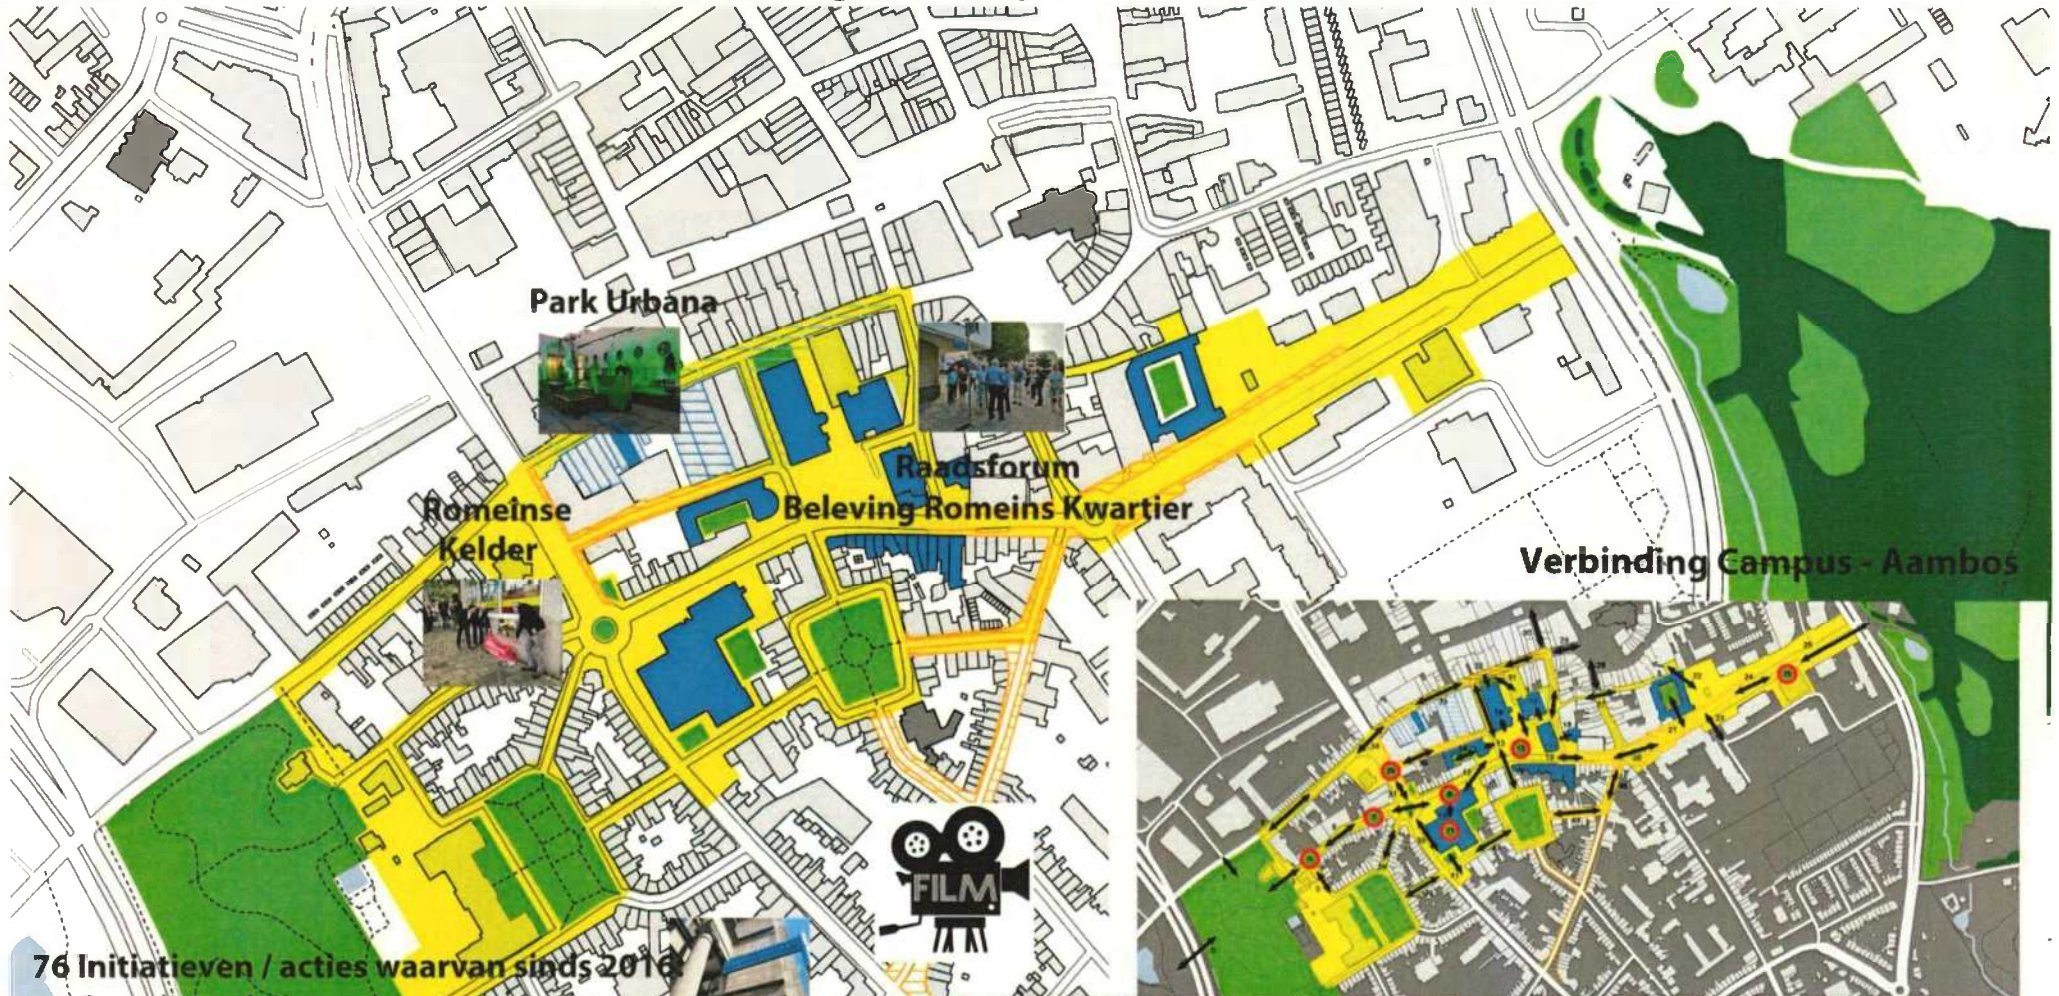 Park Urbana
Raadsforum
Romeinse
Kelder
Beleving Romeins Kwartier
Verbinding Campus - Aambos
FILM
76 Initiatieven / acties waarvan sinds 2016: